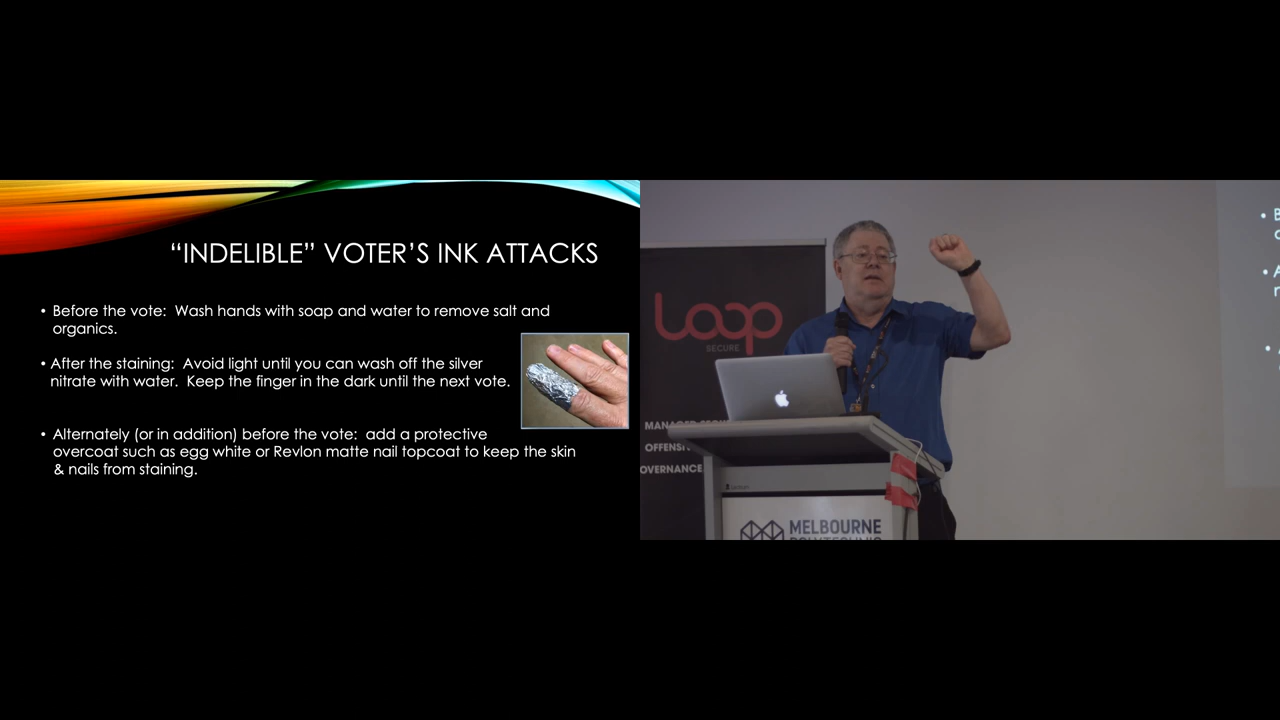 “INDELIBLE” VOTER’S INK ATTACKS
• Before the vote: Wash hands with soap and water to remove salt and
organics.
• After the staining: Avoid light until you can wash off the silver
nitrate with water. Keep the finger in the dark until the next vote.
• Alternately (or in addition) before the vote: add a protective
overcoat such as egg white or Revlon matte nail topcoat to keep the skin
& nails from staining.
Loop
SECURE
OFFENSI
OVERNANCE
MELBOURNE
POLYTECHNIC